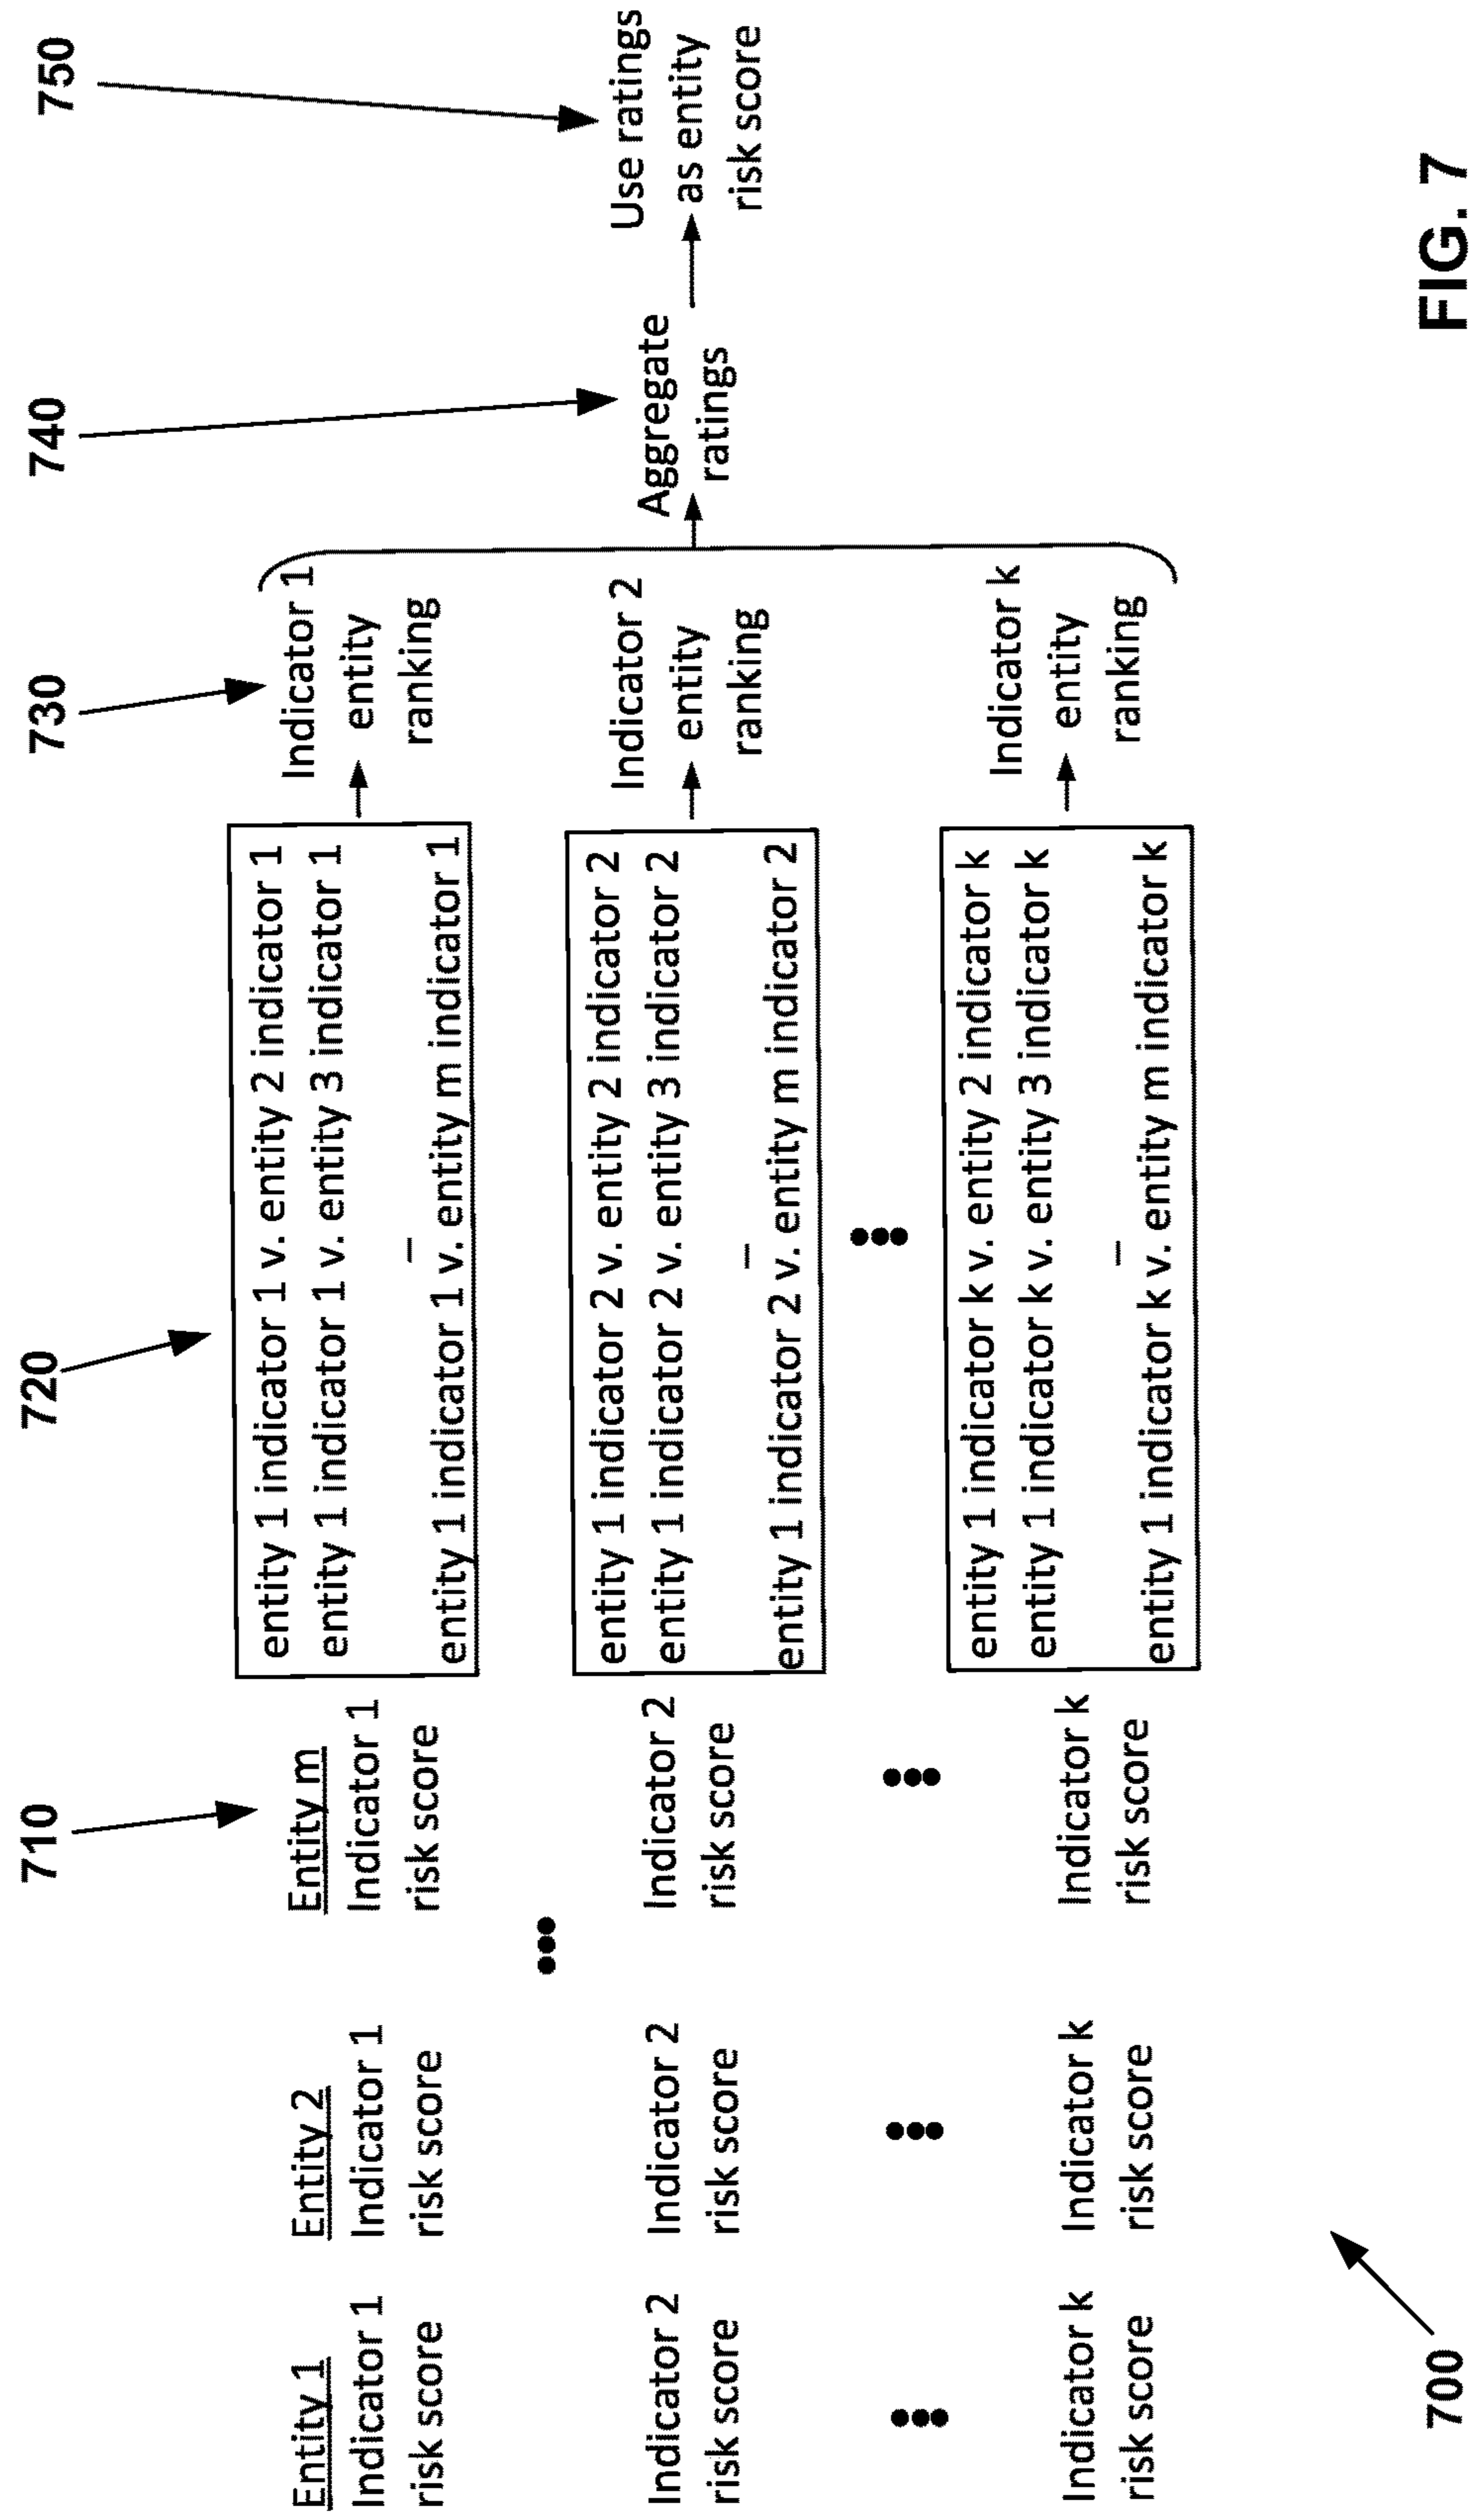 710
720
730
740
750
Entity 1
Indicator 1
risk score
Indicator 2
risk score
Indicator k
risk score
Entity 2
Indicator 1
risk score
Indicator 2
risk score
Indicator k
risk score
Entity m
Indicator 1
risk score
Indicator 2
risk score
Indicator k
risk score
entity 1 indicator 1 v. entity 2 indicator 1
entity 1 indicator 1 v. entity 3 indicator 1
entity 1 indicator 1 v. entity m indicator 1
entity 1 indicator 2 v. entity 2 indicator 2
entity 1 indicator 2 v. entity 3 indicator 2
entity 1 indicator 2 v. entity m indicator 2
entity 1 indicator k v. entity 2 indicator k
entity 1 indicator k v. entity 3 indicator k
entity 1 indicator k v. entity m indicator k
Indicator 1
entity
ranking
Indicator 2
entity
ranking
Indicator k
entity
ranking
Aggregate
ratings
Use ratings
as entity
risk score
700
FIG. 7